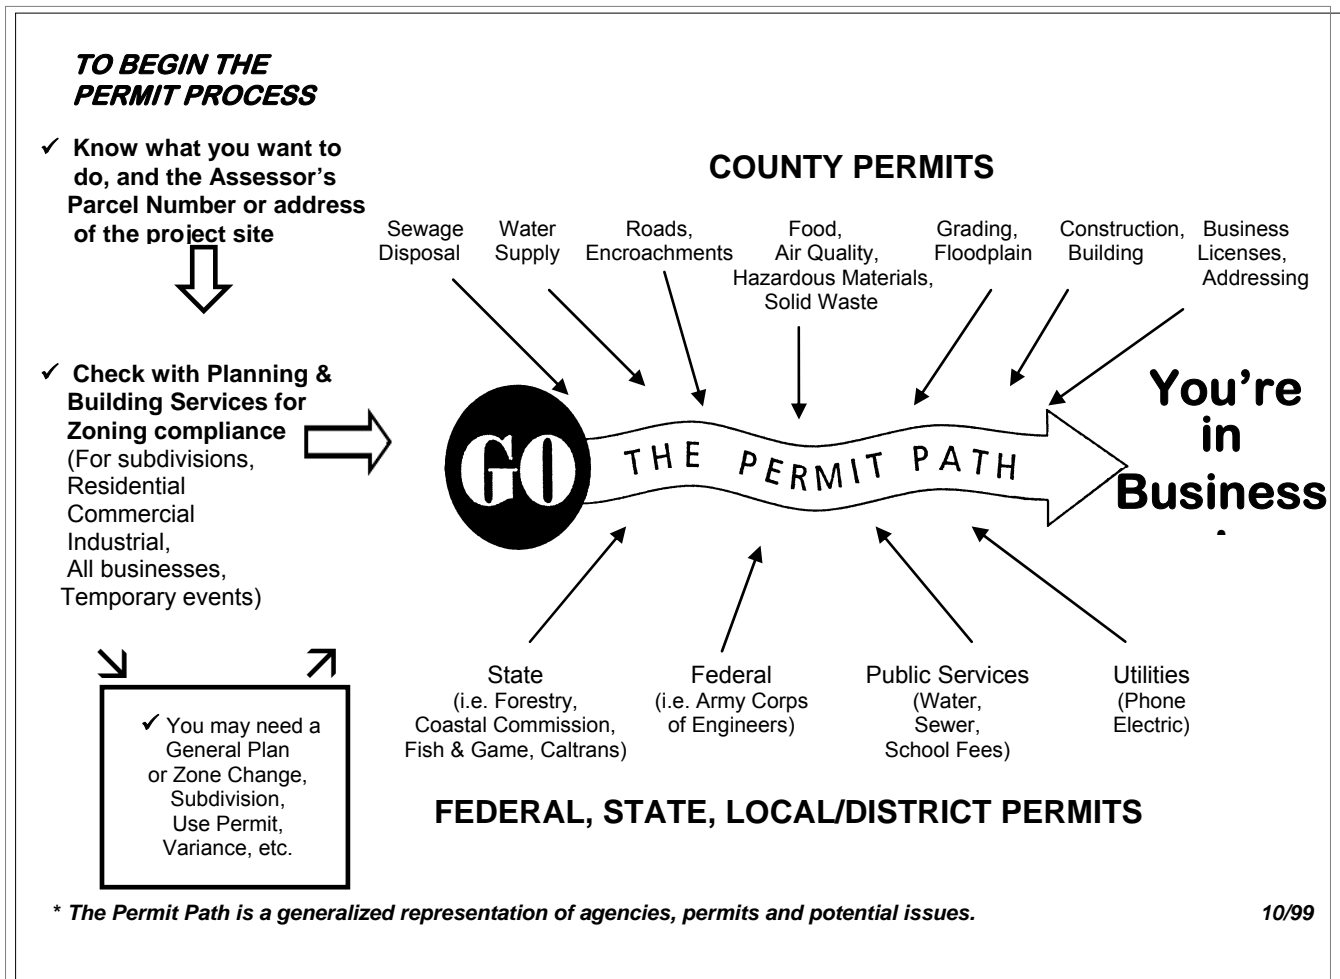 TO BEGIN THE
PERMIT PROCESS
✓ Know what you want to
do, and the Assessor's
Parcel Number or address
of the project site
✓ Check with Planning &
Building Services for
Zoning compliance
(For subdivisions,
Residential
Commercial
Industrial,
All businesses,
Temporary events)
✓ You may need a
General Plan
or Zone Change,
Subdivision,
Use Permit,
Variance, etc.
COUNTY PERMITS
Sewage
Disposal
Water
Supply
Roads,
Encroachments
Food,
Air Quality,
Hazardous Materials,
Solid Waste
Grading,
Floodplain
Construction,
Building
Business
Licenses,
Addressing
GO
THE PERMIT PATH
You're
in
Business
State
(i.e. Forestry,
Coastal Commission,
Fish & Game, Caltrans)
Federal
(i.e. Army Corps
of Engineers)
Public Services
(Water,
Sewer,
School Fees)
Utilities
(Phone
Electric)
FEDERAL, STATE, LOCAL/DISTRICT PERMITS
* The Permit Path is a generalized representation of agencies, permits and potential issues.
10/99